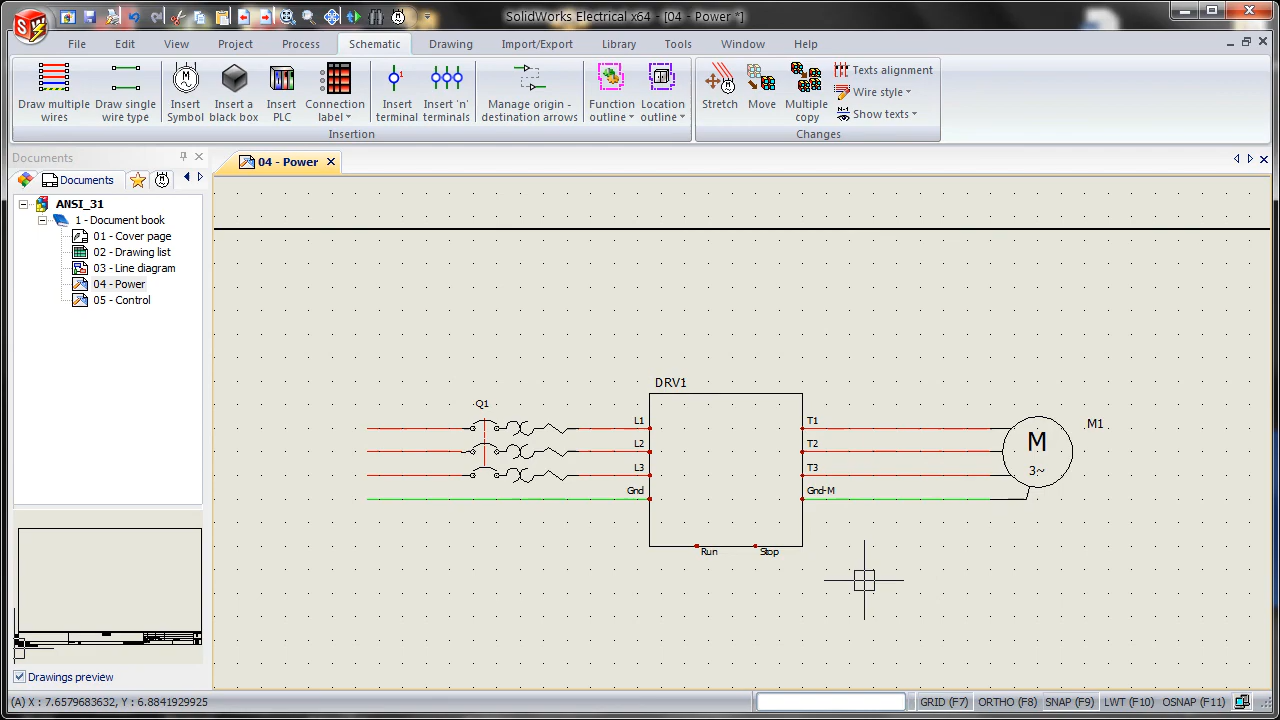 SolidWorks Electrical x64 - [04 - Power *]
File Edit View Project Process Schematic Drawing Import/Export Library Tools Window Help
Draw multiple wires
Draw single wire type
Insert Symbol
Insert a black box
Insert PLC
Connection label
Insert terminal
Insert 'n' terminals
Manage origin - destination arrows
Function outline
Location outline
Insertion
Stretch
Move
Multiple copy
Texts alignment
Wire style
Show texts
Changes
Documents
Documents
04 - Power
ANSI_31
1 - Document book
01 - Cover page
02 - Drawing list
03 - Line diagram
04 - Power
05 - Control
DRV1
Q1
L1
L2
L3
Gnd
T1
T2
T3
Gnd-M
M
3~
M1
Run
Stop
Drawings preview
(A) X : 7.6579683632, Y : 6.8841929925
GRID (F7) ORTHO (F8) SNAP (F9) LWT (F10) OSNAP (F11)